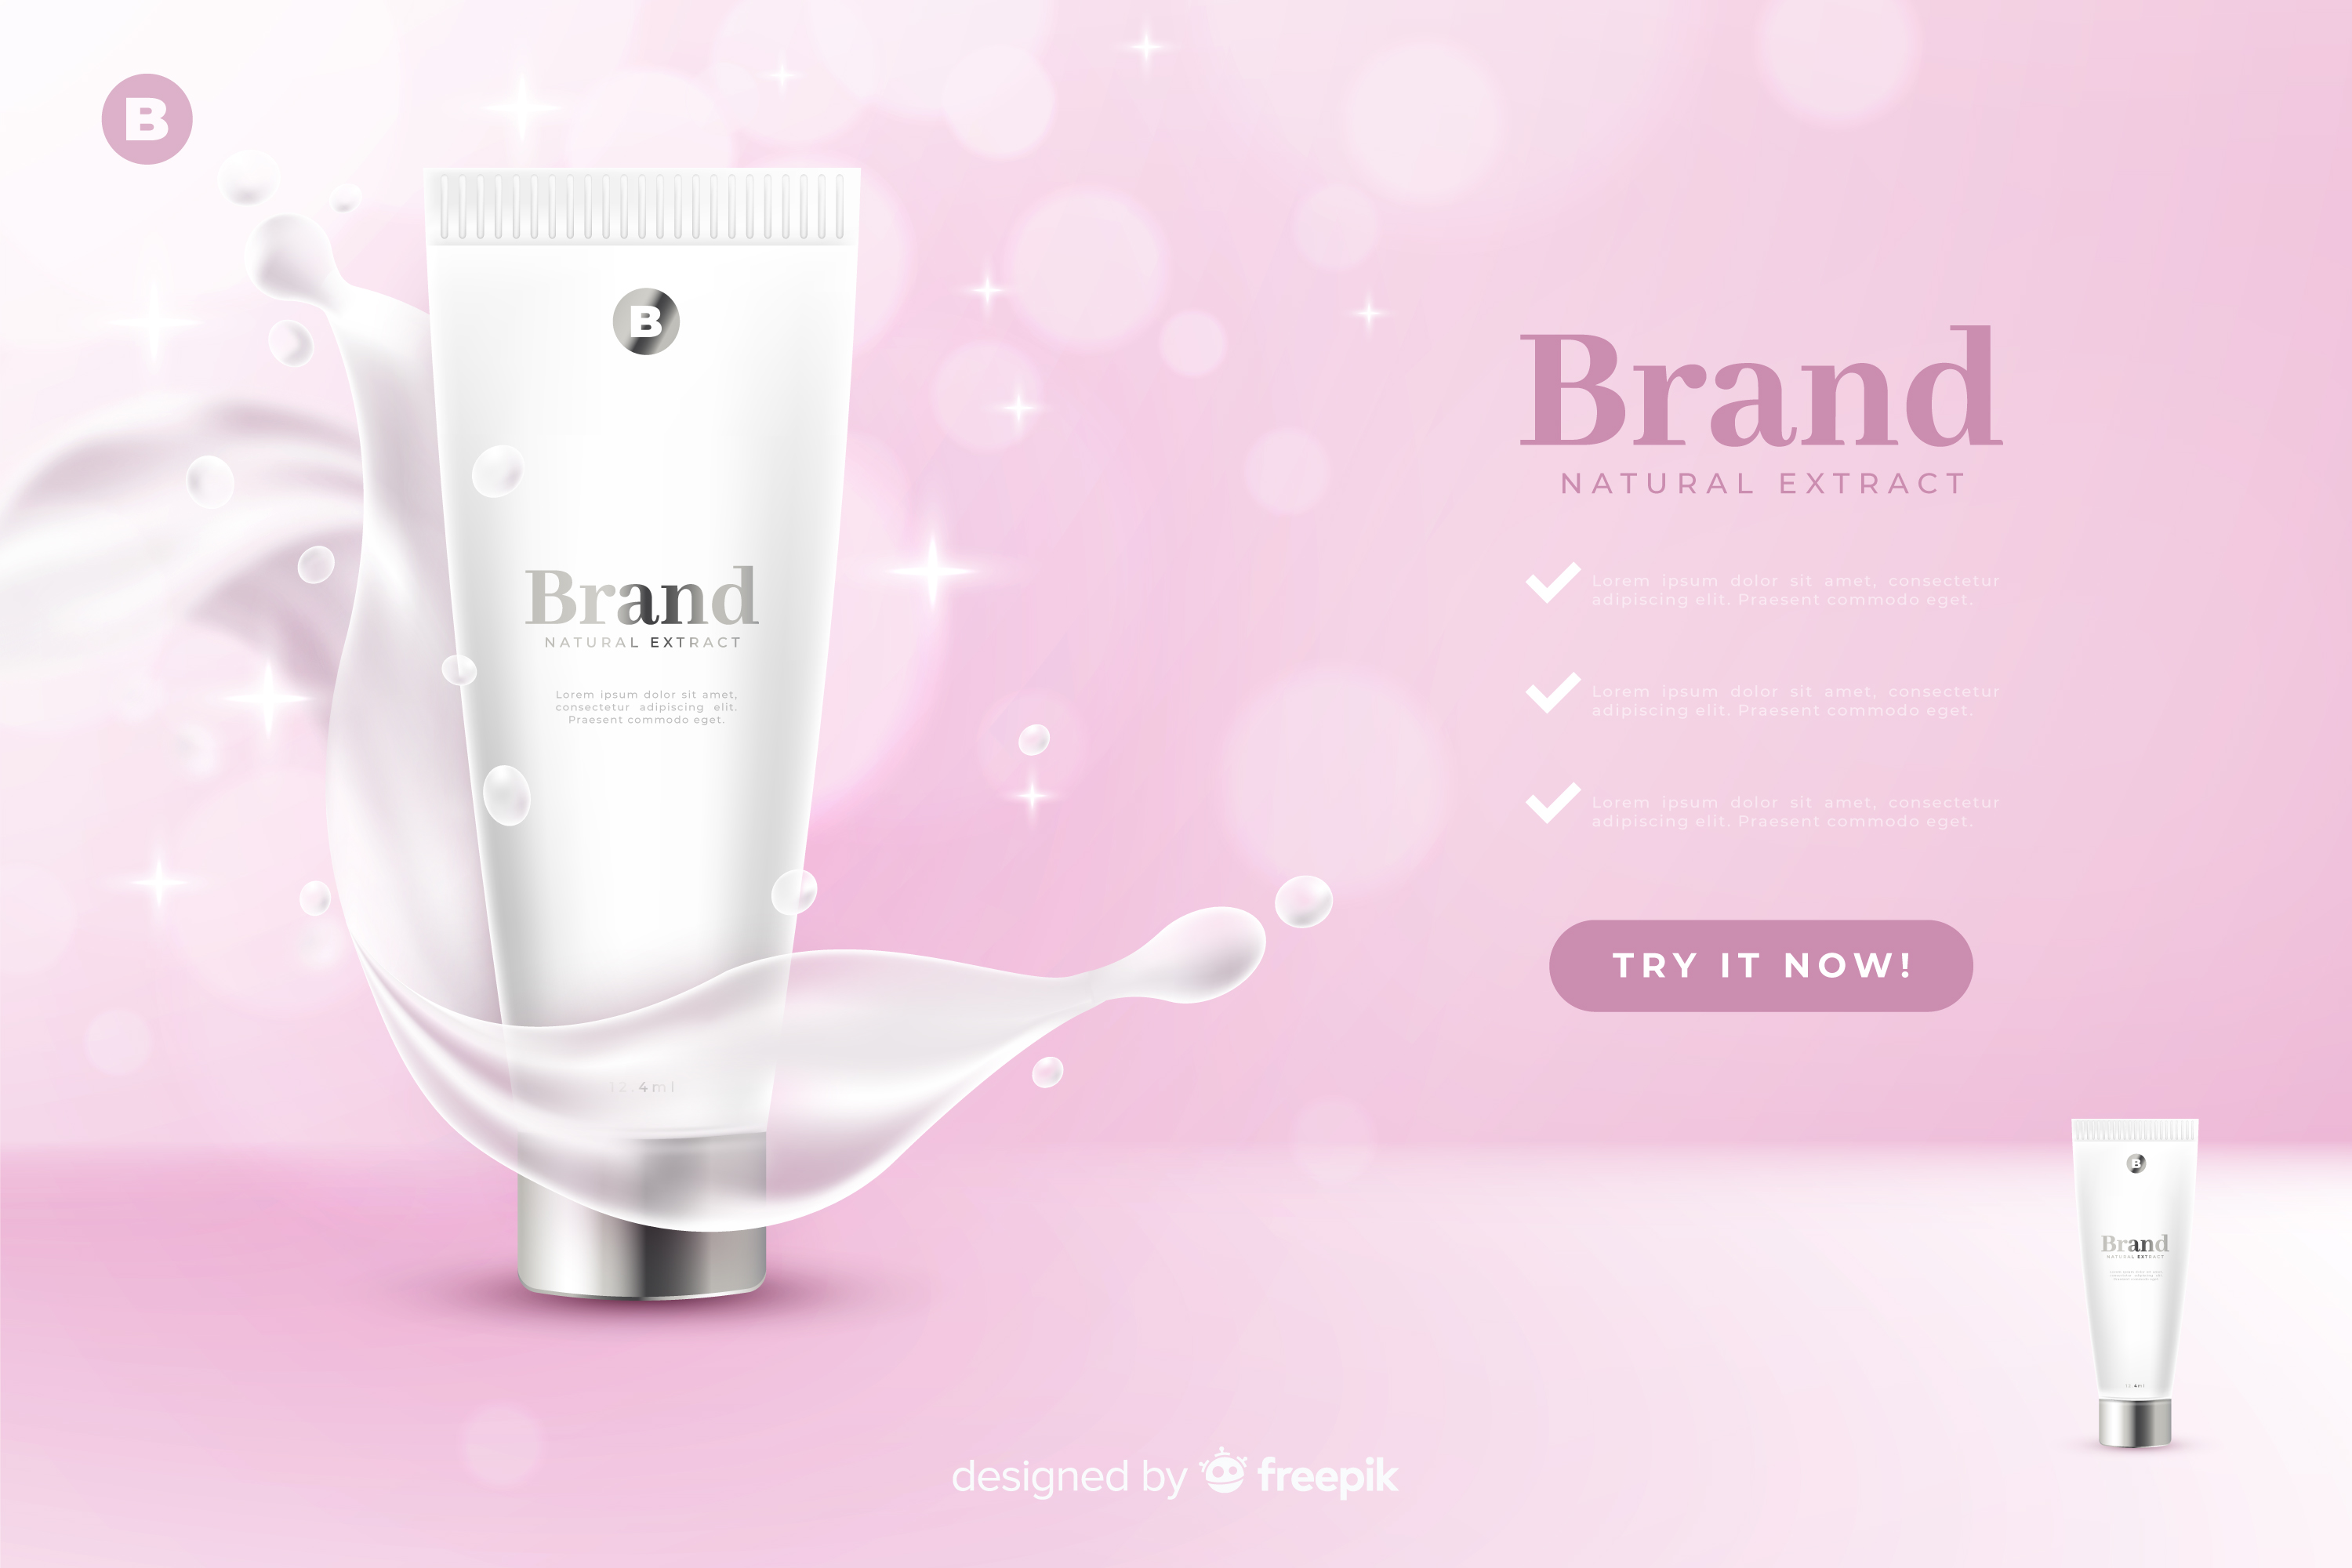 B
B
Brand
NATURAL EXTRACT
Lorem ipsum dolor sit amet,
consectetur adipiscing elit.
Praesent commodo eget.
12.4ml
Brand
NATURAL EXTRACT
Lorem ipsum dolor sit amet, consectetur
adipiscing elit. Praesent commodo eget.
Lorem ipsum dolor sit amet, consectetur
adipiscing elit. Praesent commodo eget.
Lorem ipsum dolor sit amet, consectetur
adipiscing elit. Praesent commodo eget.
TRY IT NOW!
B
Brand
NATURAL EXTRACT
designed by freepik